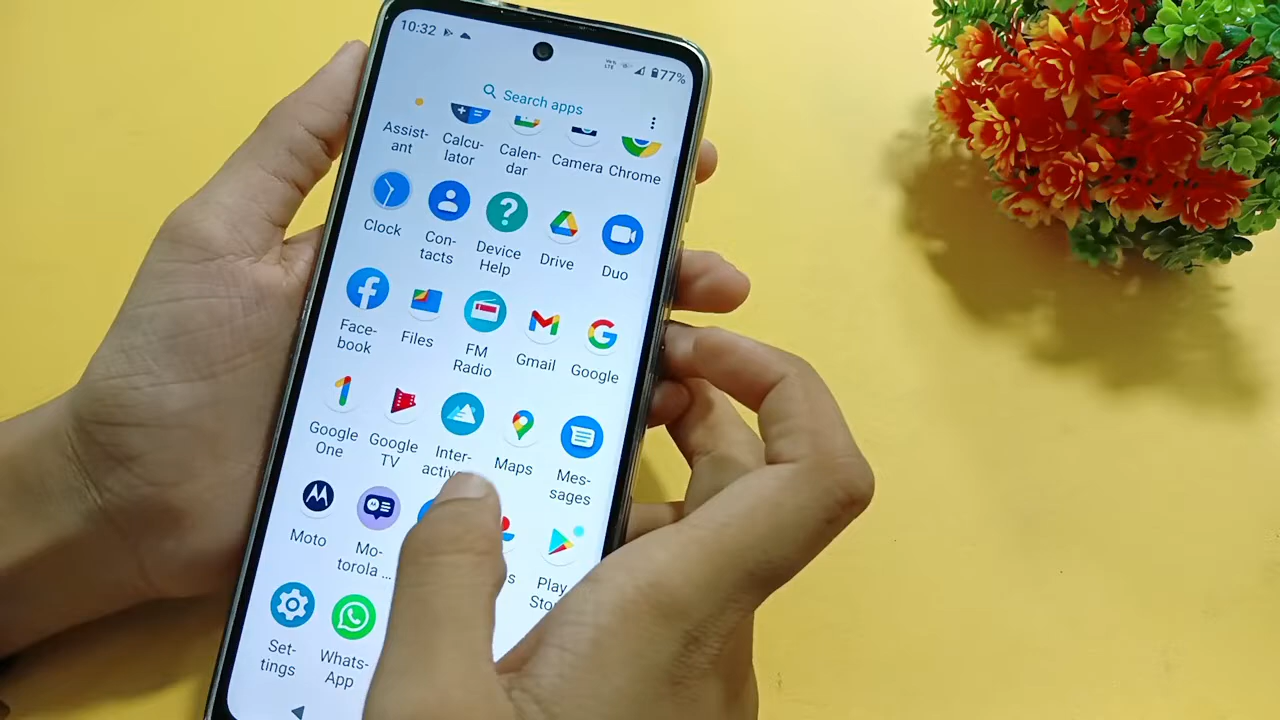 10:32 77%
Search apps
Assist-
ant
Calcu-
lator
Calen-
dar
Camera
Chrome
Clock
Con-
tacts
Device
Help
Drive
Duo
Face-
book
Files
FM
Radio
Gmail
Google
Google
One
Google
TV
Inter-
Maps
Mes-
sages
Moto
Mo-
torola ...
Play
Set-
tings
Whats-
App